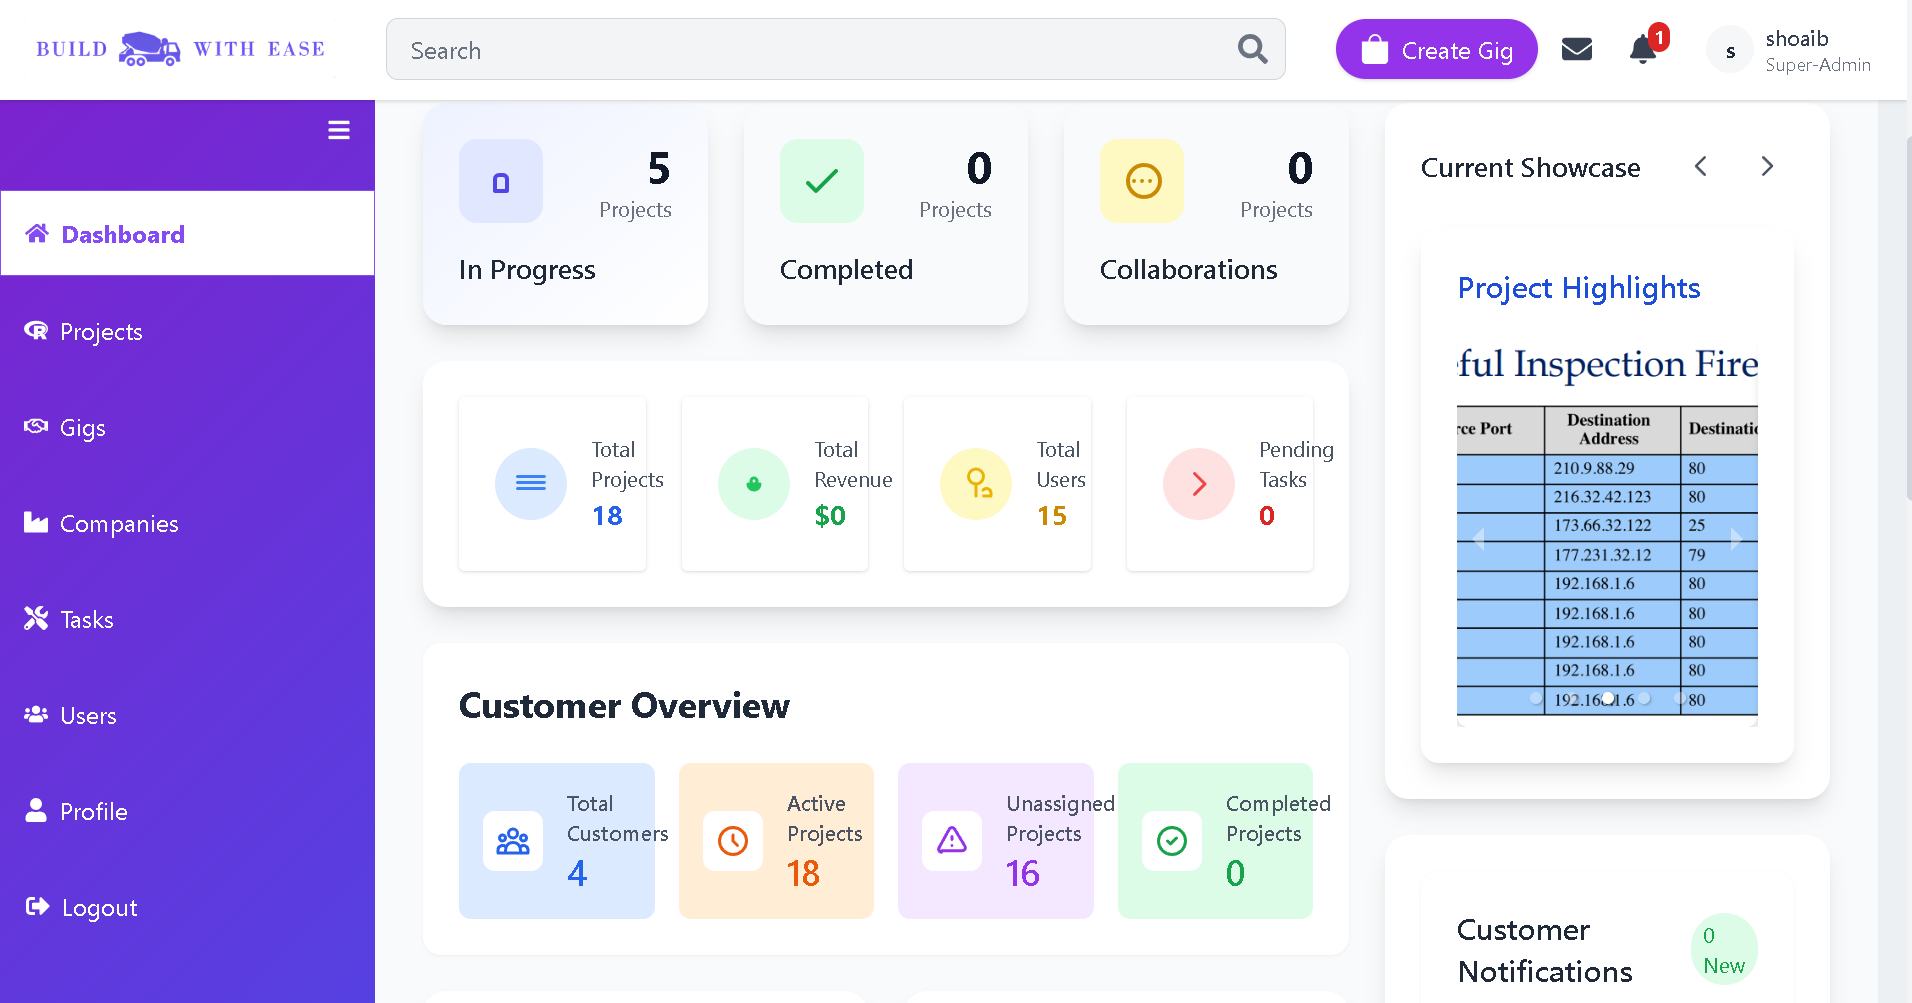 BUILD WITH EASE
Search
Create Gig
1
s
shoaib
Super-Admin
Dashboard
Projects
Gigs
Companies
Tasks
Users
Profile
Logout
5
Projects
In Progress
0
Projects
Completed
0
Projects
Collaborations
Total
Projects
18
Total
Revenue
$0
Total
Users
15
Pending
Tasks
0
Customer Overview
Total
Customers
4
Active
Projects
18
Unassigned
Projects
16
Completed
Projects
0
Current Showcase
Project Highlights
ful Inspection Fire
rce Port Destination Address Destinatio
210.9.88.29 80
216.32.42.123 80
173.66.32.122 25
177.231.32.12 79
192.168.1.6 80
192.168.1.6 80
192.168.1.6 80
192.168.1.6 80
192.168.1.6 80
Customer
Notifications
0
New